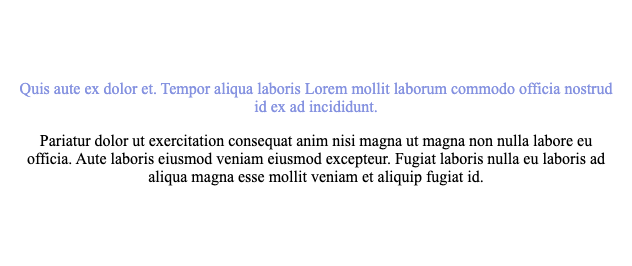 Quis aute ex dolor et. Tempor aliqua laboris Lorem mollit laborum commodo officia nostrud
id ex ad incididunt.
Pariatur dolor ut exercitation consequat anim nisi magna ut magna non nulla labore eu
officia. Aute laboris eiusmod veniam eiusmod excepteur. Fugiat laboris nulla eu laboris ad
aliqua magna esse mollit veniam et aliquip fugiat id.